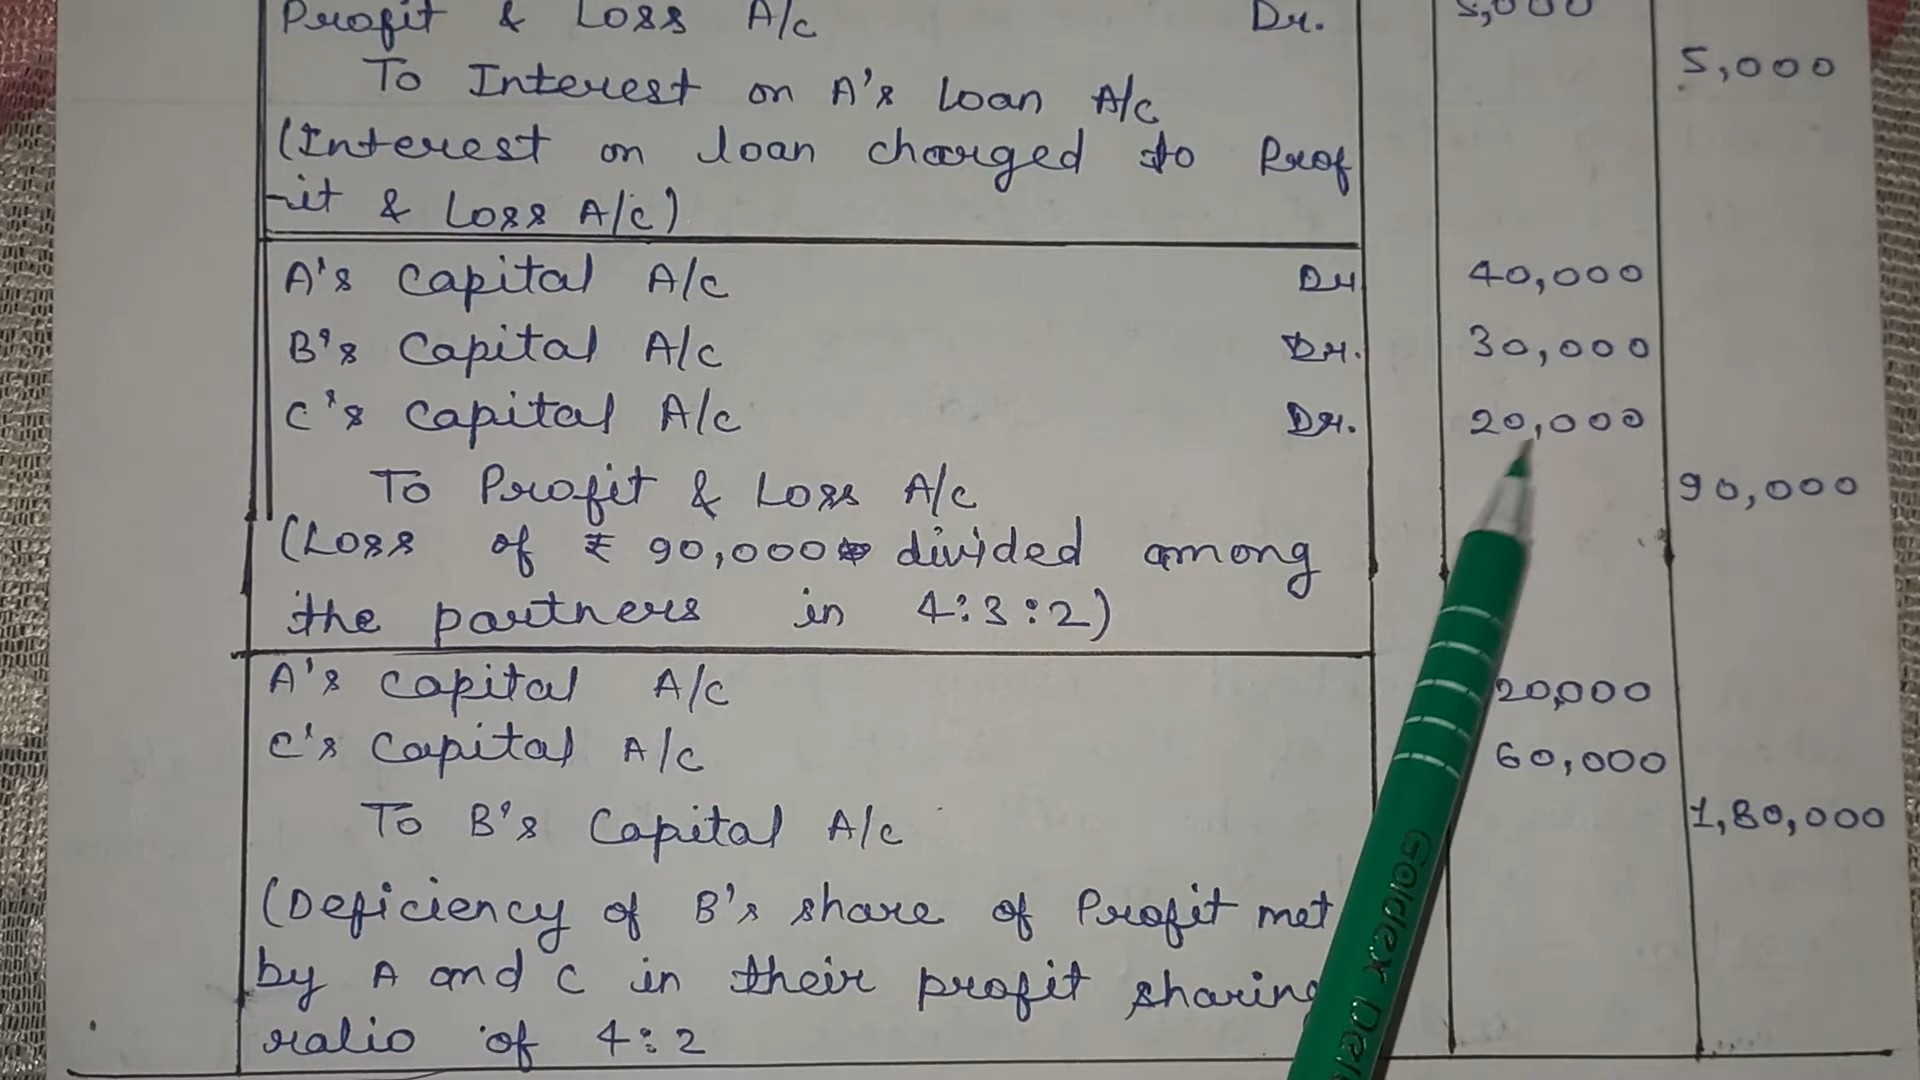 Profit & Loss A/c Dr. 5,000
To Interest on A's Loan A/c 5,000
(Interest on loan charged to Prof
-it & Loss A/c)
A's Capital A/c Dr 40,000
B's Capital A/c Dr. 30,000
C's Capital A/c Dr. 20,000
To Profit & Loss A/c 90,000
(Loss of ₹ 90,000 divided among
the partners in 4:3:2)
A's Capital A/c 20,000
C's Capital A/c 60,000
To B's Capital A/c 1,80,000
(Deficiency of B's share of Profit met
by A and C in their profit sharing
ratio of 4:2
Goldex